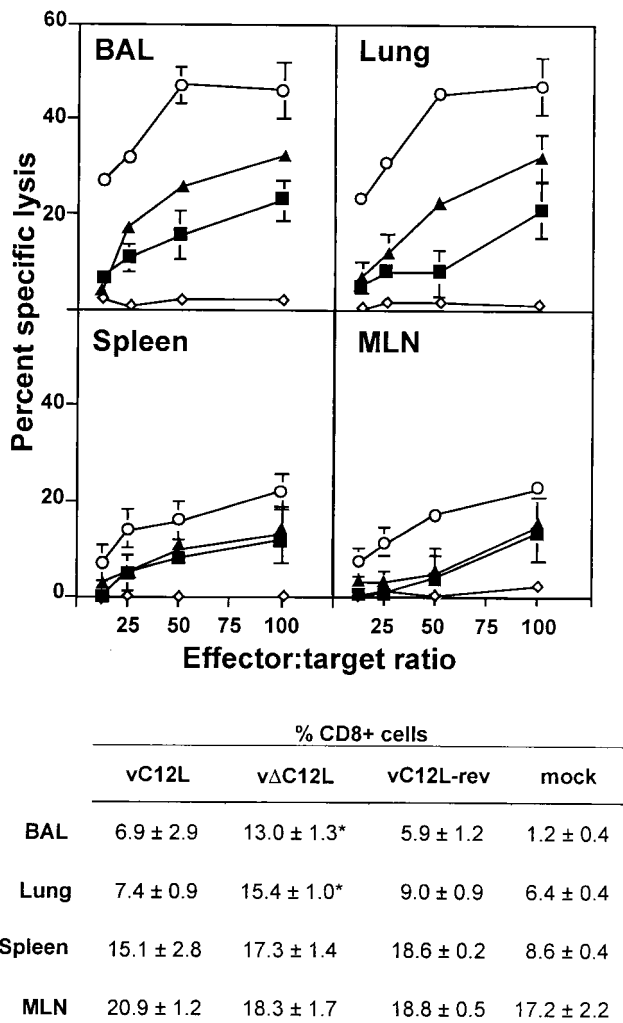 60
BAL
Lung
40
20
Percent specific lysis
Spleen
MLN
40
20
0
25 50 75 100 25 50 75 100
Effector:target ratio
% CD8+ cells
vC12L vΔC12L vC12L-rev mock
BAL 6.9 ± 2.9 13.0 ± 1.3* 5.9 ± 1.2 1.2 ± 0.4
Lung 7.4 ± 0.9 15.4 ± 1.0* 9.0 ± 0.9 6.4 ± 0.4
Spleen 15.1 ± 2.8 17.3 ± 1.4 18.6 ± 0.2 8.6 ± 0.4
MLN 20.9 ± 1.2 18.3 ± 1.7 18.8 ± 0.5 17.2 ± 2.2